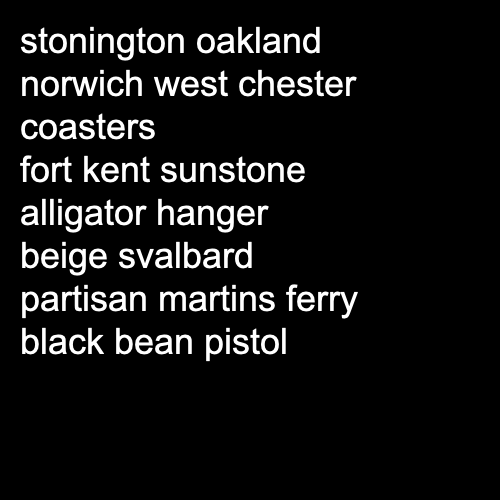 stonington oakland
norwich west chester
coasters
fort kent sunstone
alligator hanger
beige svalbard
partisan martins ferry
black bean pistol